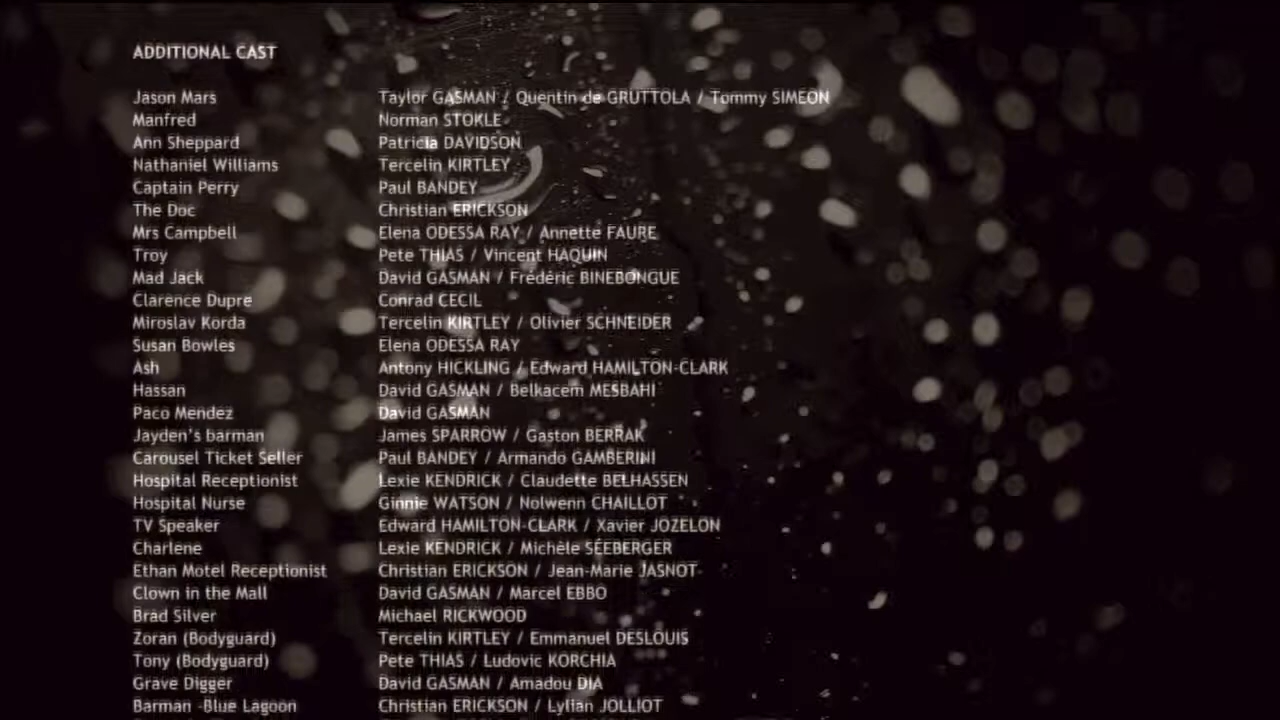 ADDITIONAL CAST
Jason Mars Taylor GASMAN / Quentin de GRUTTOLA / Tommy SIMEON
Manfred Norman STOKLE
Ann Sheppard Patricia DAVIDSON
Nathaniel Williams Tercelin KIRTLEY
Captain Perry Paul BANDEY
The Doc Christian ERICKSON
Mrs Campbell Elena ODESSA RAY / Annette FAURE
Troy Pete THIAS / Vincent HAQUIN
Mad Jack David GASMAN / Fréderic BINEBONGUE
Clarence Dupre Conrad CECIL
Miroslav Korda Tercelin KIRTLEY / Olivier SCHNEIDER
Susan Bowles Elena ODESSA RAY
Ash Antony HICKLING / Edward HAMILTON-CLARK
Hassan David GASMAN / Belkacem MESBAHI
Paco Mendez David GASMAN
Jayden's barman James SPARROW / Gaston BERRAK
Carousel Ticket Seller Paul BANDEY / Armando GAMBERINI
Hospital Receptionist Lexie KENDRICK / Claudette BELHASSEN
Hospital Nurse Ginnie WATSON / Nolwenn CHAILLOT
TV Speaker Edward HAMILTON-CLARK / Xavier JOZELON
Charlene Lexie KENDRICK / Michèle SÉEBERGER
Ethan Motel Receptionist Christian ERICKSON / Jean-Marie JASNOT
Clown in the Mall David GASMAN / Marcel EBBO
Brad Silver Michael RICKWOOD
Zoran (Bodyguard) Tercelin KIRTLEY / Emmanuel DESLOUIS
Tony (Bodyguard) Pete THIAS / Ludovic KORCHIA
Grave Digger David GASMAN / Amadou DIA
Barman -Blue Lagoon Christian ERICKSON / Lylian JOLLIOT